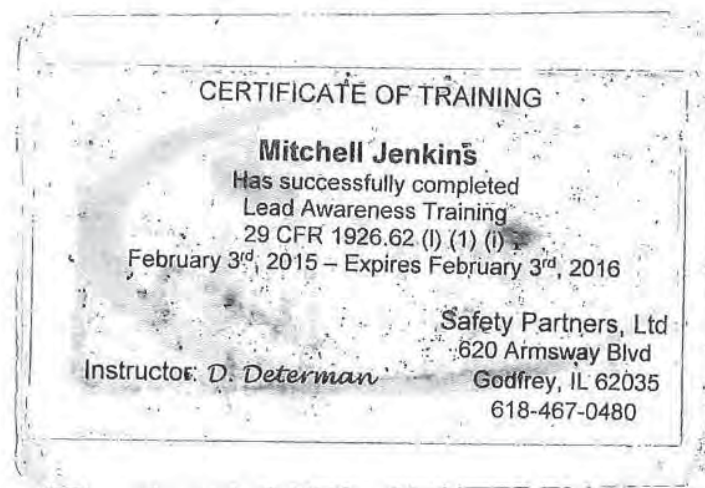 CERTIFICATE OF TRAINING
Mitchell Jenkins
Has successfully completed
Lead Awareness Training
29 CFR 1926.62 (l) (1) (i)
February 3rd, 2015 – Expires February 3rd, 2016
Safety Partners, Ltd
620 Armsway Blvd
Instructor: D. Determan
Godfrey, IL 62035
618-467-0480